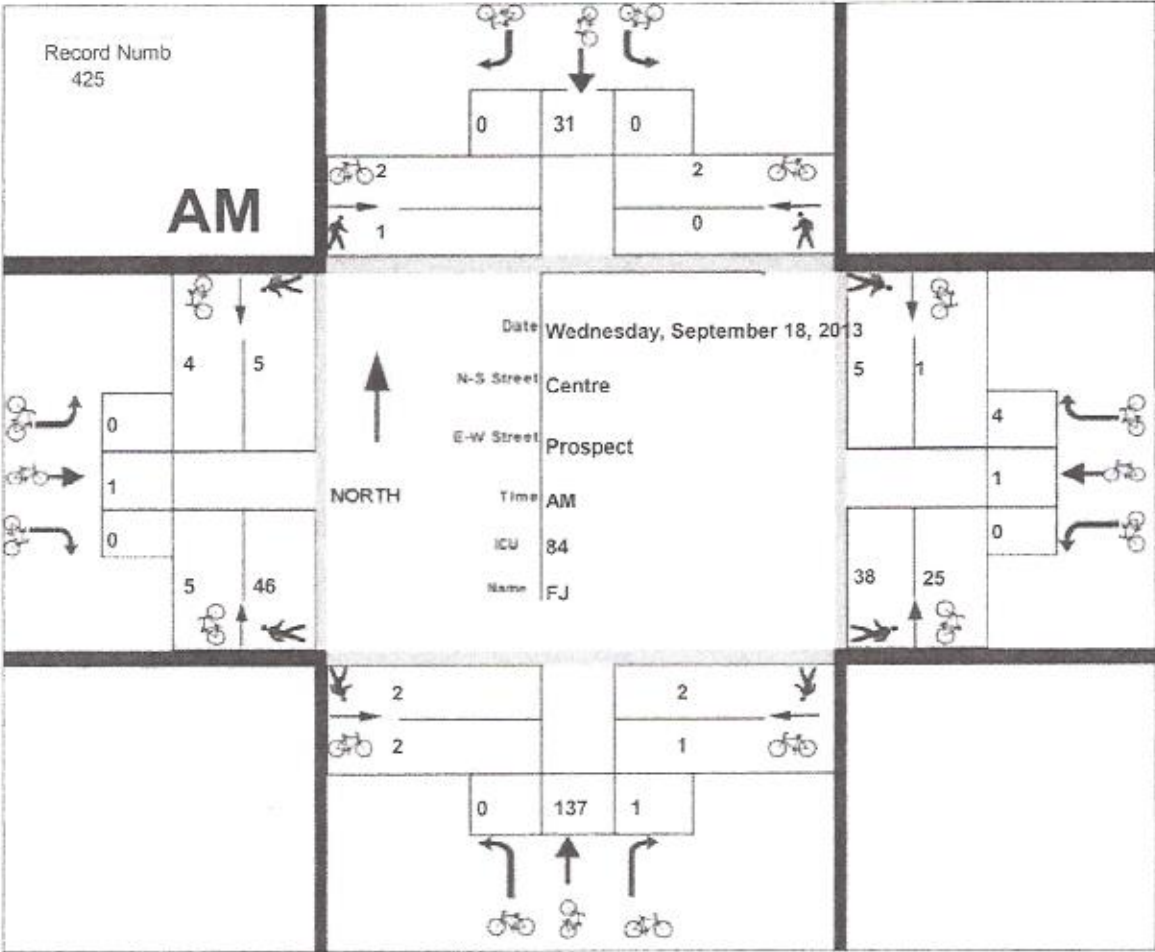 Record Numb
425
AM
0 31 0
2 2
1 0
4 5
5 1
Date Wednesday, September 18, 2013
N-S Street Centre
E-W Street Prospect
NORTH
Time AM
ICU 84
Name FJ
0
1
0
4
1
0
5 46
38 25
2 2
2 1
0 137 1